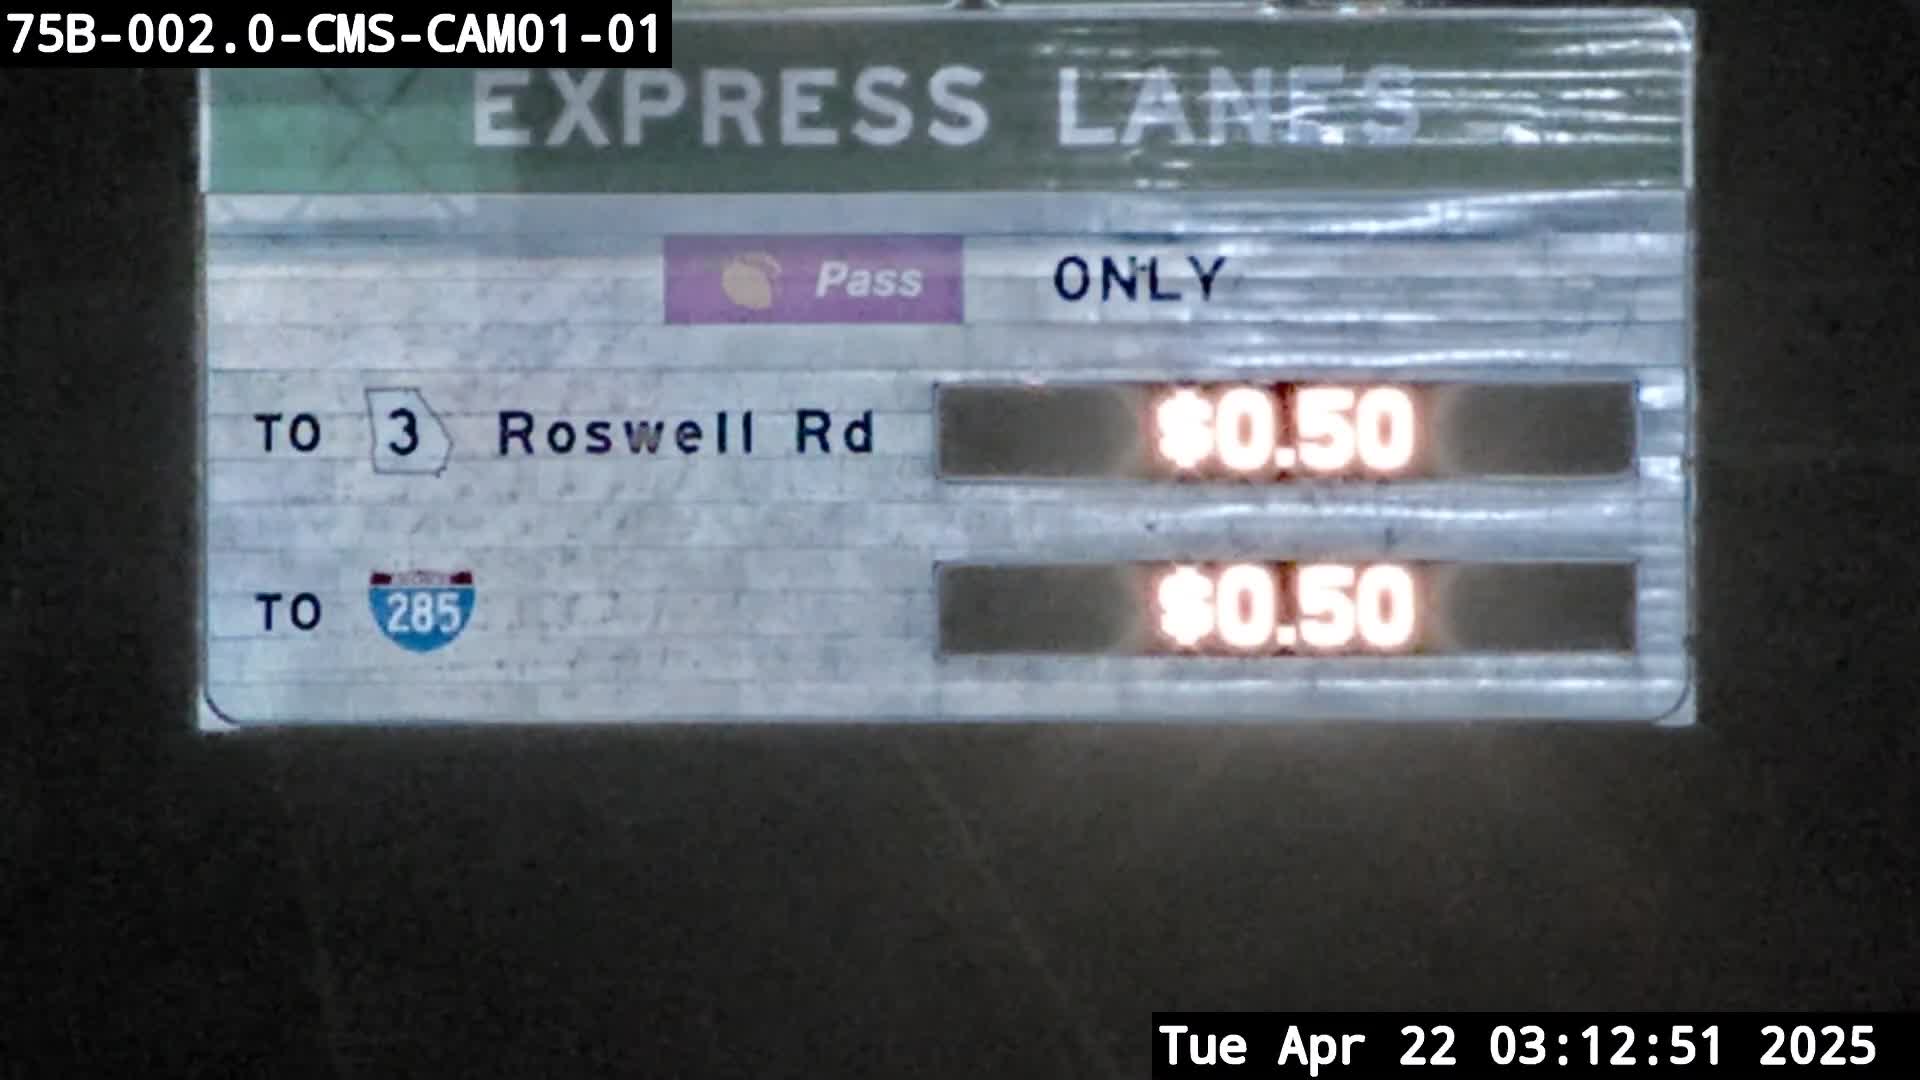 75B-002.0-CMS-CAM01-01
EXPRESS LANES
Pass ONLY
TO 3 Roswell Rd $0.50
TO 285 $0.50
Tue Apr 22 03:12:51 2025